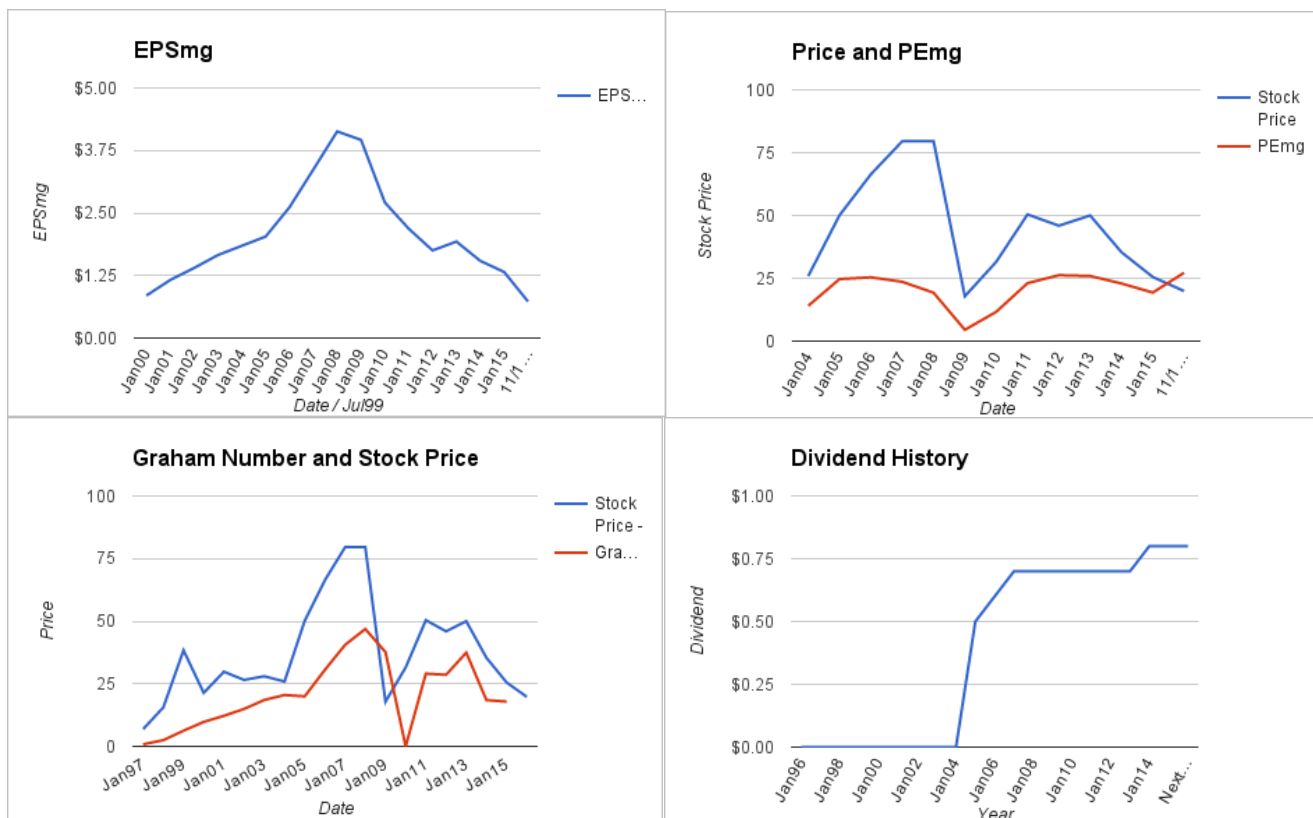 EPSmg
$5.00
$3.75
$2.50
$1.25
$0.00
EPSmg
EPS...
Jan00
Jan01
Jan02
Jan03
Jan04
Jan05
Jan06
Jan07
Jan08
Jan09
Jan10
Jan11
Jan12
Jan13
Jan14
Jan15
11/1 ...
Date / Jul99
Price and PEmg
100
75
50
25
0
Stock Price
Stock
Price
PEmg
Jan04
Jan05
Jan06
Jan07
Jan08
Jan09
Jan10
Jan11
Jan12
Jan13
Jan14
Jan15
11/1 ...
Date
Graham Number and Stock Price
100
75
50
25
0
Price
Stock
Price -
Gra...
Jan97
Jan99
Jan01
Jan03
Jan05
Jan07
Jan09
Jan11
Jan13
Jan15
Date
Dividend History
$1.00
$0.75
$0.50
$0.25
$0.00
Dividend
Jan96
Jan98
Jan00
Jan02
Jan04
Jan06
Jan08
Jan10
Jan12
Jan14
Next...
Year